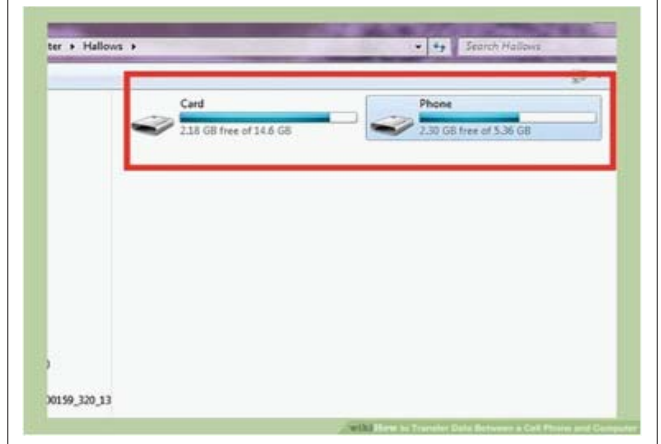 ter ▸ Hallows ▸
Search Hallows
Card
2.18 GB free of 14.6 GB
Phone
2.30 GB free of 5.36 GB
)
00159_320_13
wikiHow to Transfer Data Between a Cell Phone and Computer